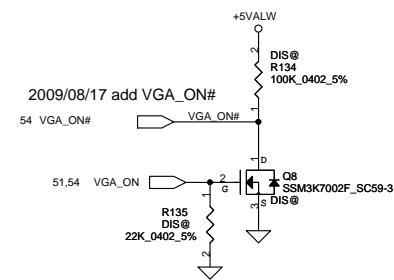 +5VALW
2
DIS@
R134
100K_0402_5%
1
2009/08/17 add VGA_ON#
54 VGA_ON#
VGA_ON#
1
D
51,54 VGA_ON
2
G
Q8
SSM3K7002F_SC59-3
DIS@
3
S
1
R135
DIS@
22K_0402_5%
2